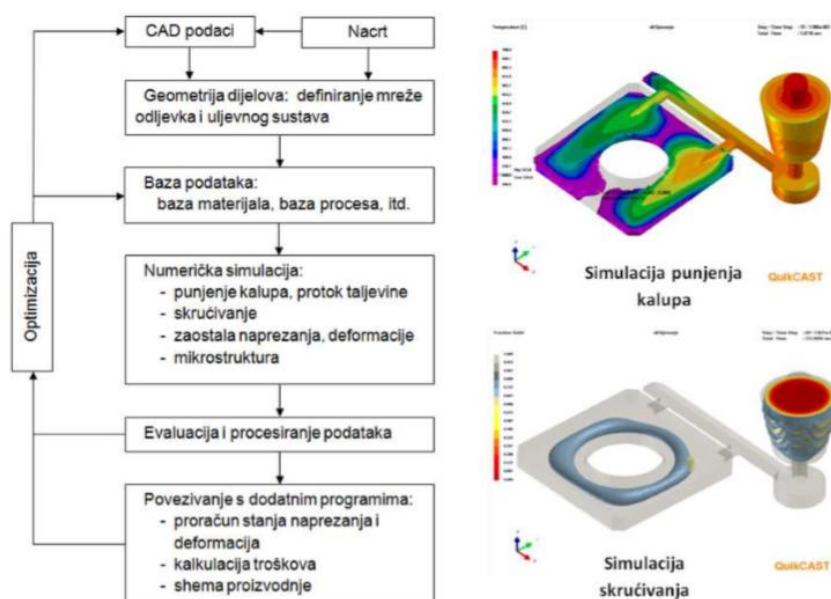 CAD podaci
Nacrt
Geometrija dijelova: definiranje mreže
odljevka i uljevnog sustava
Baza podataka:
baza materijala, baza procesa, itd.
Optimizacija
Numerička simulacija:
- punjenje kalupa, protok taljevine
- skrućivanje
- zaostala naprezanja, deformacije
- mikrostruktura
Evaluacija i procesiranje podataka
Povezivanje s dodatnim programima:
- proračun stanja naprezanja i
deformacija
- kalkulacija troškova
- shema proizvodnje
Simulacija punjenja
kalupa
QuikCAST
Simulacija
skrućivanja
QuikCAST